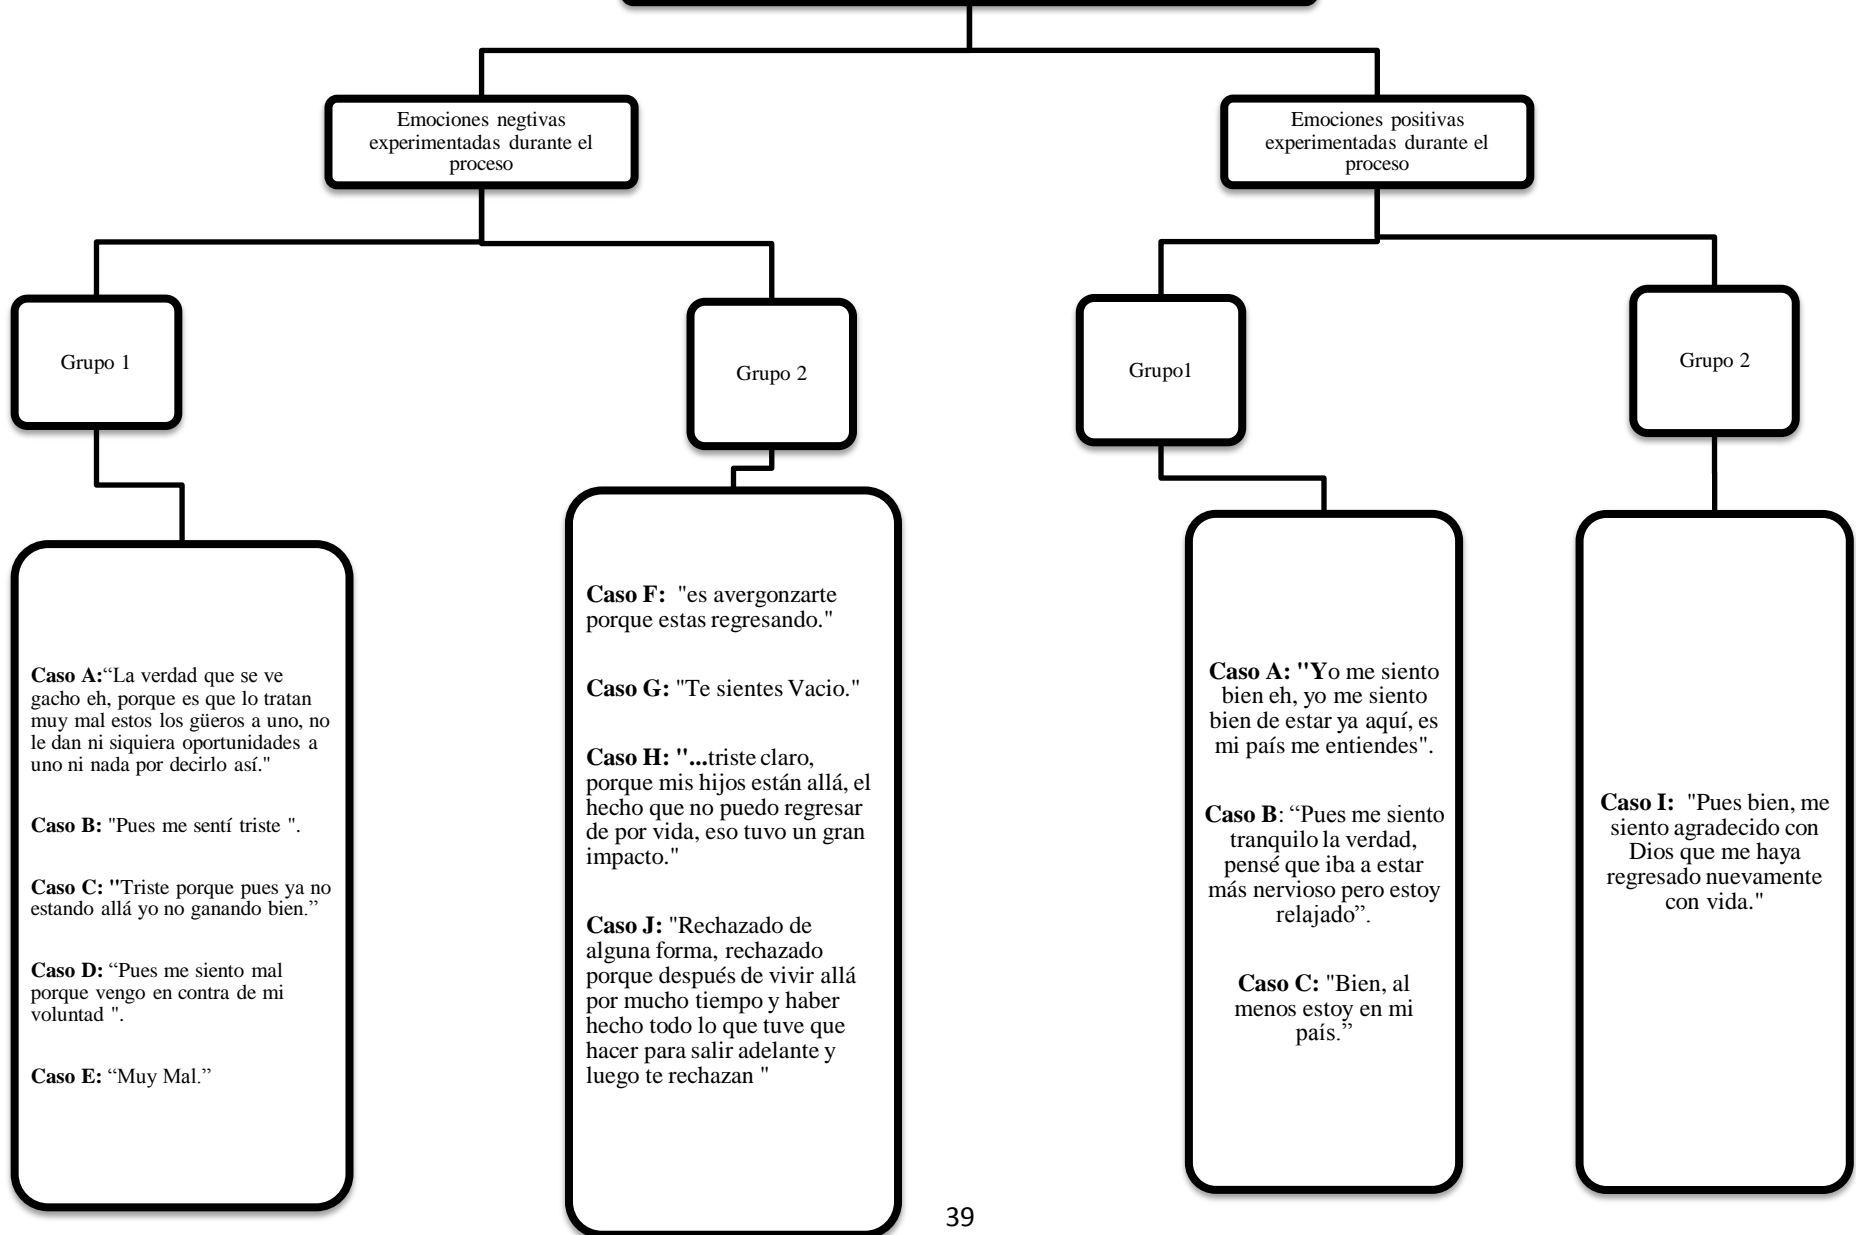 Emociones negtivas
experimentadas durante el
proceso
Emociones positivas
experimentadas durante el
proceso
Grupo 1
Grupo 2
Grupo1
Grupo 2
Caso A:“La verdad que se ve
gacho eh, porque es que lo tratan
muy mal estos los güeros a uno, no
le dan ni siquiera oportunidades a
uno ni nada por decirlo así."
Caso B: "Pues me sentí triste ".
Caso C: "Triste porque pues ya no
estando allá yo no ganando bien.”
Caso D: “Pues me siento mal
porque vengo en contra de mi
voluntad ".
Caso E: “Muy Mal.”
Caso F: "es avergonzarte
porque estas regresando."
Caso G: "Te sientes Vacio."
Caso H: "...triste claro,
porque mis hijos están allá, el
hecho que no puedo regresar
de por vida, eso tuvo un gran
impacto."
Caso J: "Rechazado de
alguna forma, rechazado
porque después de vivir allá
por mucho tiempo y haber
hecho todo lo que tuve que
hacer para salir adelante y
luego te rechazan "
Caso A: "Yo me siento
bien eh, yo me siento
bien de estar ya aquí, es
mi país me entiendes".
Caso B: “Pues me siento
tranquilo la verdad,
pensé que iba a estar
más nervioso pero estoy
relajado”.
Caso C: "Bien, al
menos estoy en mi
país.”
Caso I: "Pues bien, me
siento agradecido con
Dios que me haya
regresado nuevamente
con vida."
39